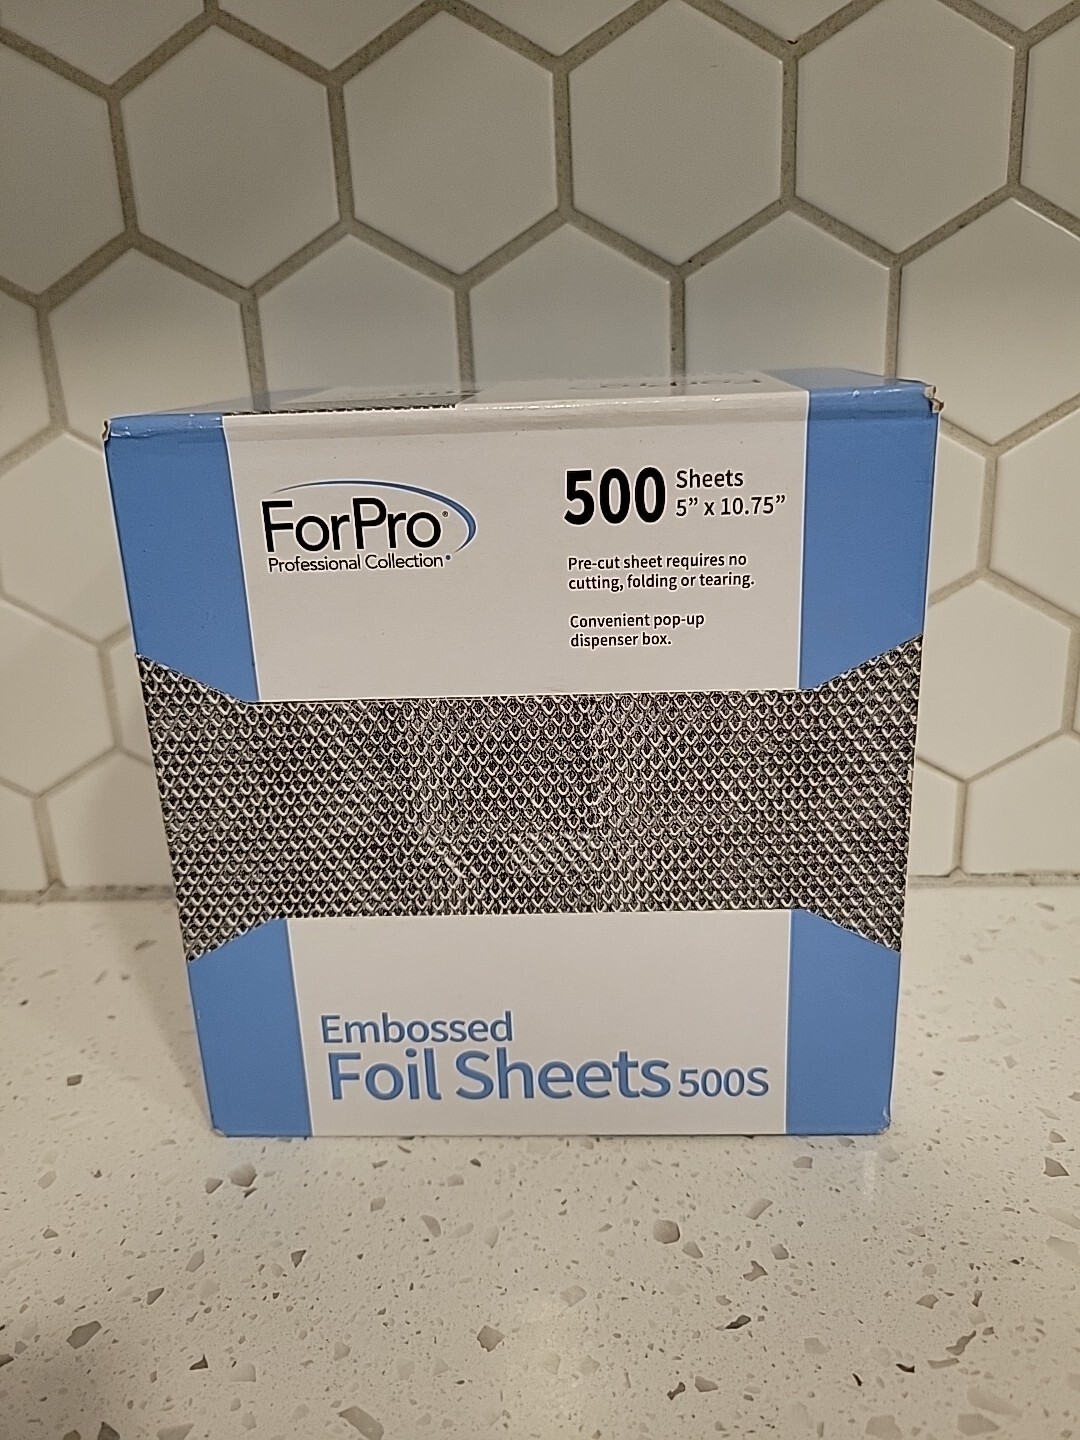 ForPro®
Professional Collection®
500 Sheets
5” x 10.75”
Pre-cut sheet requires no
cutting, folding or tearing.
Convenient pop-up
dispenser box.
Embossed
Foil Sheets 500S